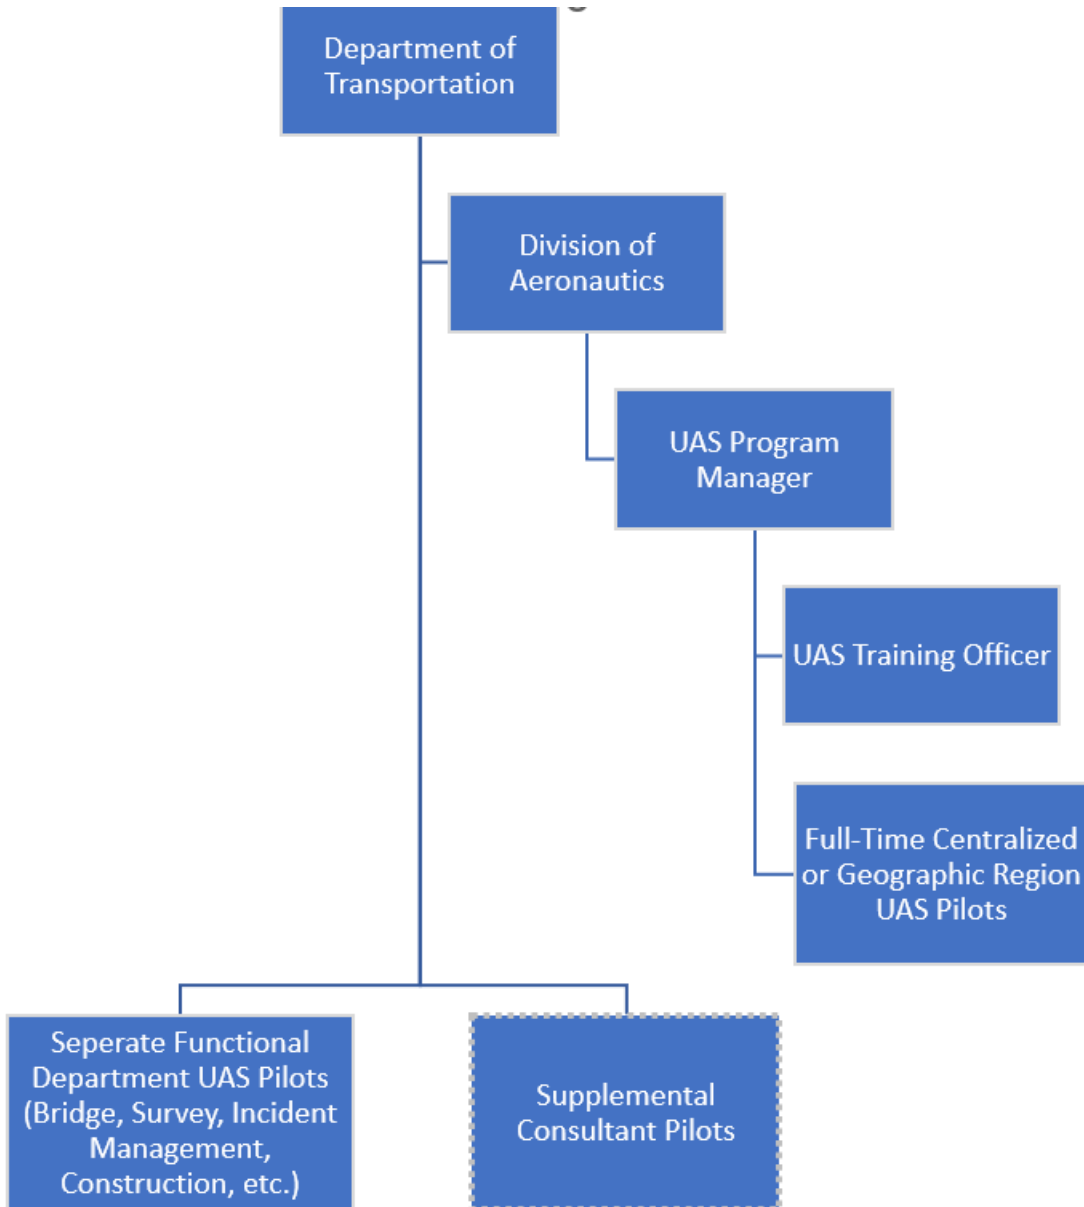 Department of
Transportation
Division of
Aeronautics
UAS Program
Manager
UAS Training Officer
Full-Time Centralized
or Geographic Region
UAS Pilots
Seperate Functional
Department UAS Pilots
(Bridge, Survey, Incident
Management,
Construction, etc.)
Supplemental
Consultant Pilots